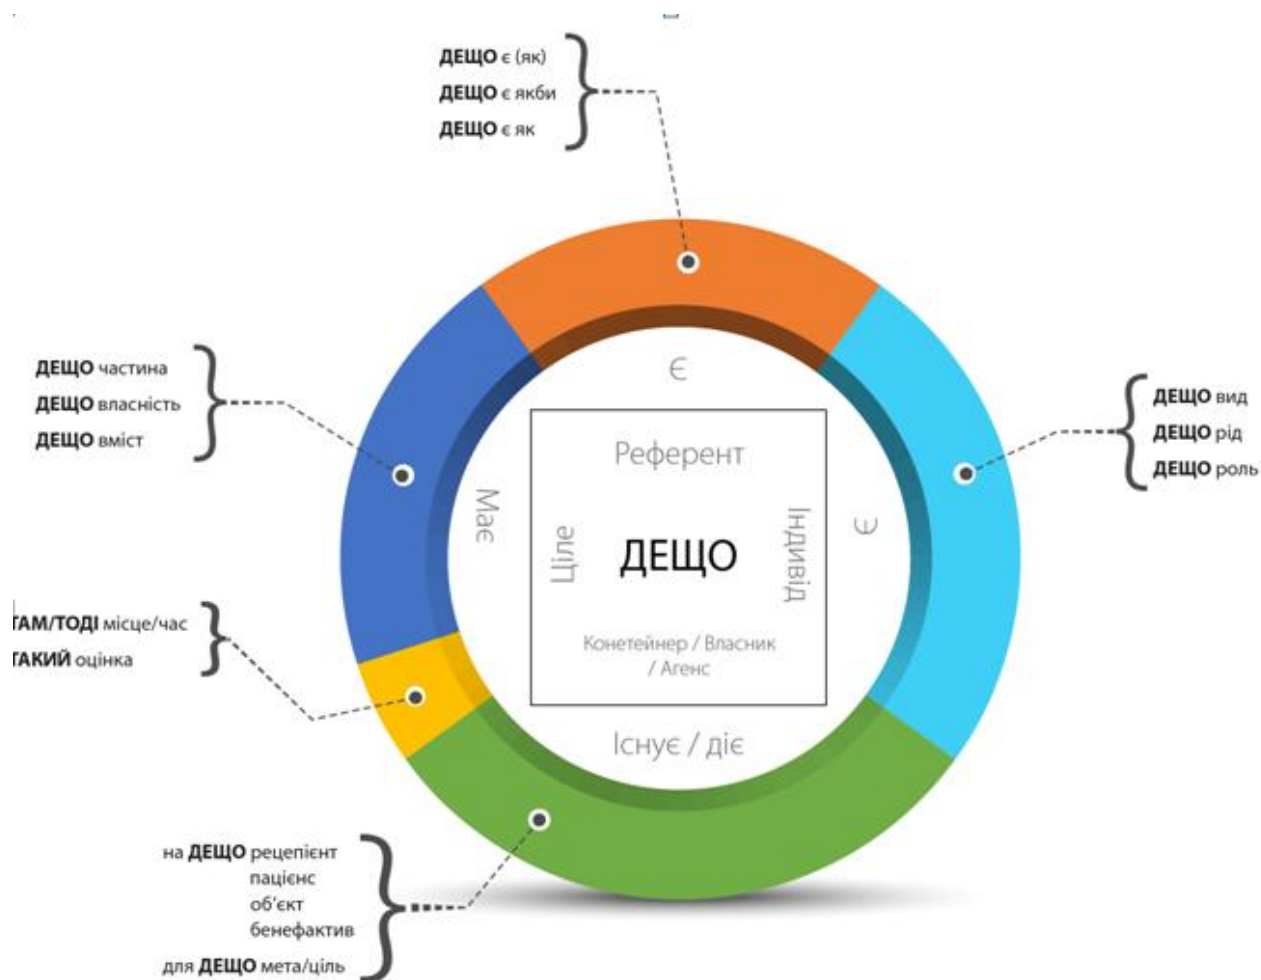 ДЕЩО є (як)
ДЕЩО є якби
ДЕЩО є як
ДЕЩО частина
ДЕЩО власність
ДЕЩО вміст
ДЕЩО вид
ДЕЩО рід
ДЕЩО роль
Є
Референт
Має
Ціле
ДЕЩО
Індивід
Є
Конетейнер / Власник
/ Агенс
Існує / діє
ТАМ/ТОДІ місце/час
ТАКИЙ оцінка
на ДЕЩО рецепієнт
пацієнс
об'єкт
бенефактив
для ДЕЩО мета/ціль